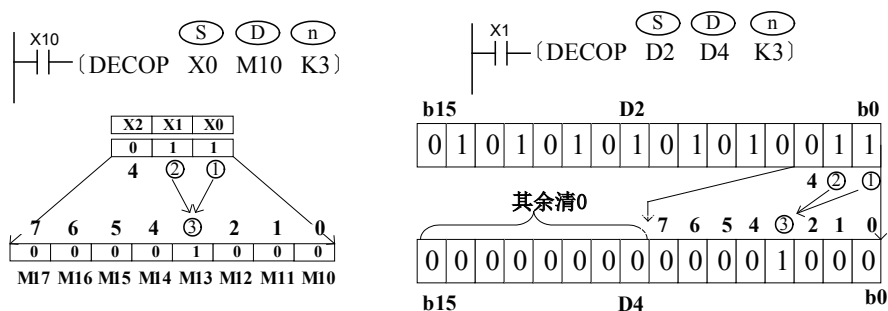 S D n
X10
(DECOP X0 M10 K3)
X2 X1 X0
0 1 1
4 ② ①
7 6 5 4 ③ 2 1 0
0 0 0 0 1 0 0 0
M17 M16 M15 M14 M13 M12 M11 M10
S D n
X1
(DECOP D2 D4 K3)
b15 D2 b0
0 1 0 1 0 1 0 1 0 1 0 1 0 0 1 1
4 ② ①
其余清0
7 6 5 4 ③ 2 1 0
0 0 0 0 0 0 0 0 0 0 0 0 1 0 0 0
b15 D4 b0